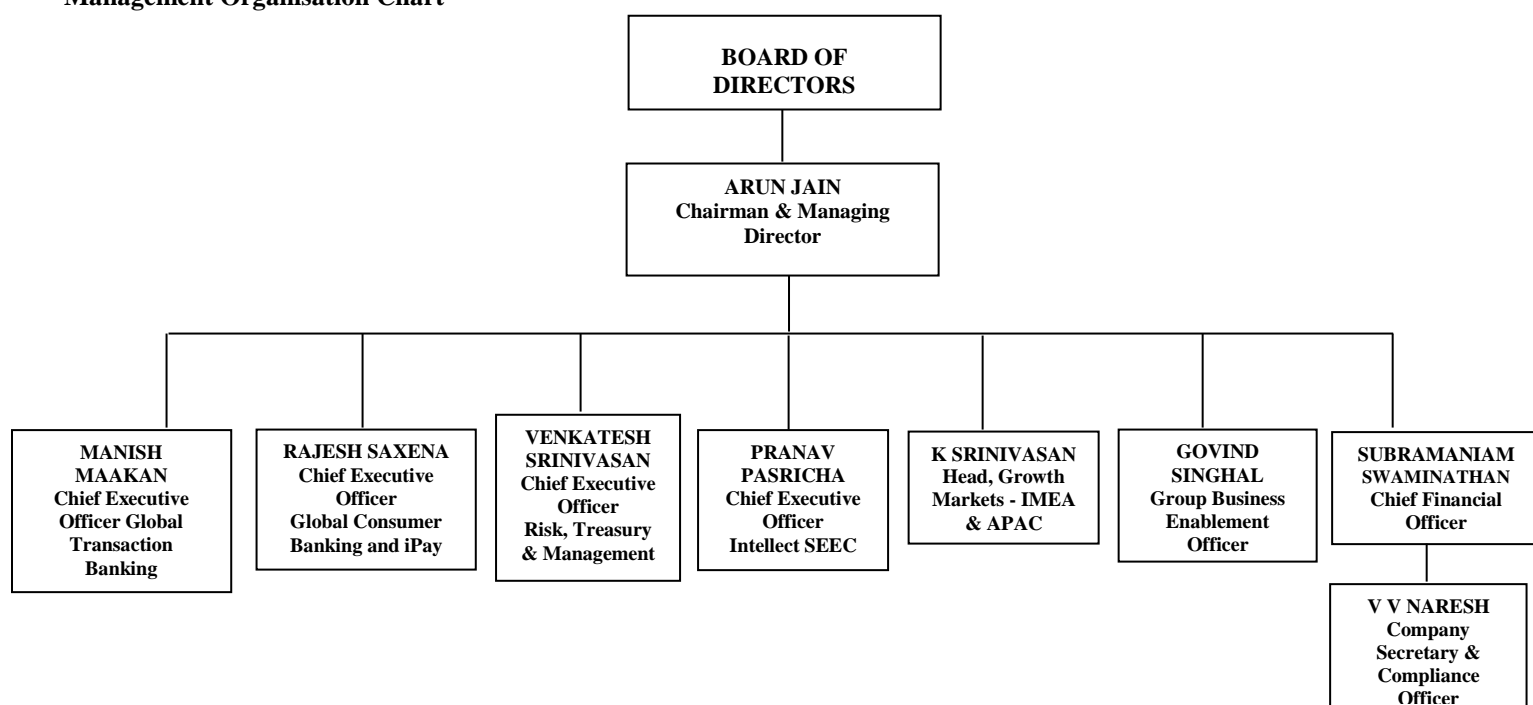 Management Organisation Chart
BOARD OF
DIRECTORS
ARUN JAIN
Chairman & Managing
Director
MANISH
MAAKAN
Chief Executive
Officer Global
Transaction
Banking
RAJESH SAXENA
Chief Executive
Officer
Global Consumer
Banking and iPay
VENKATESH
SRINIVASAN
Chief Executive
Officer
Risk, Treasury
& Management
PRANAV
PASRICHA
Chief Executive
Officer
Intellect SEEC
K SRINIVASAN
Head, Growth
Markets - IMEA
& APAC
GOVIND
SINGHAL
Group Business
Enablement
Officer
SUBRAMANIAM
SWAMINATHAN
Chief Financial
Officer
V V NARESH
Company
Secretary &
Compliance
Officer